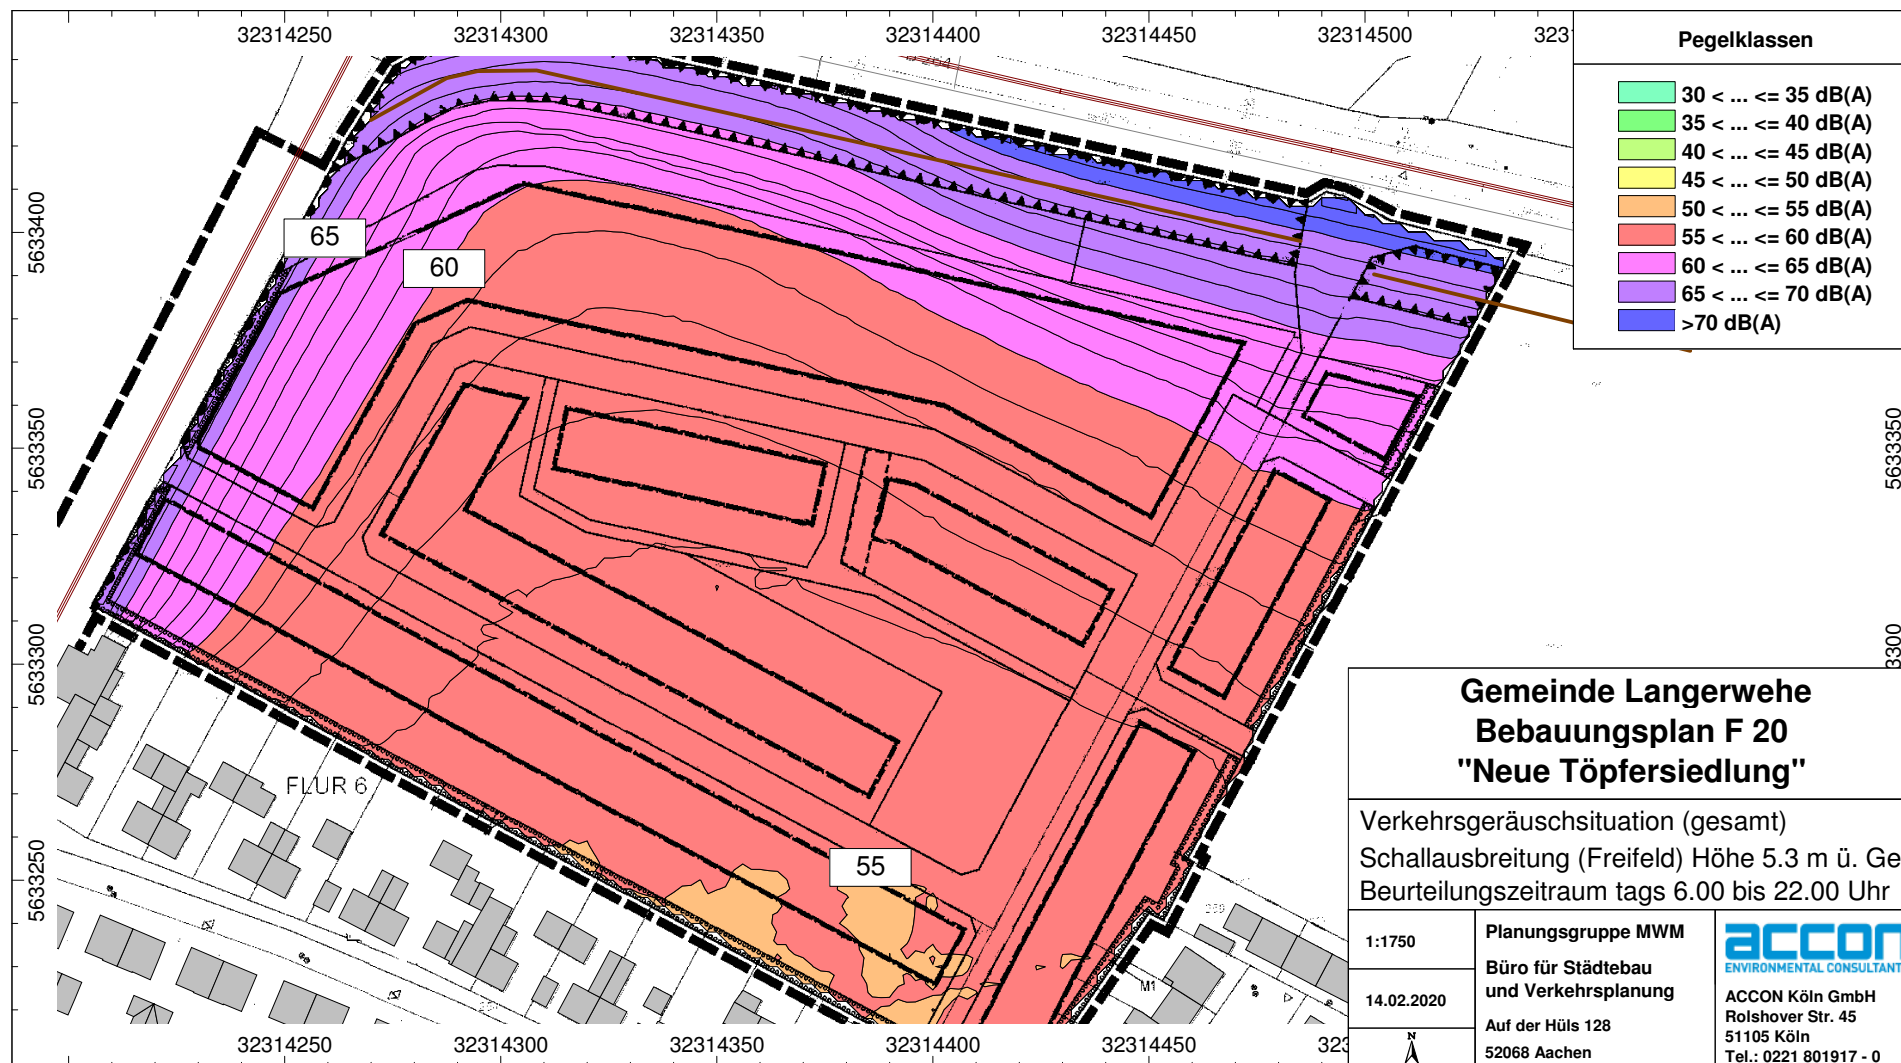 32314250 32314300 32314350 32314400 32314450 32314500
Pegelklassen
30 < ... <= 35 dB(A)
35 < ... <= 40 dB(A)
40 < ... <= 45 dB(A)
45 < ... <= 50 dB(A)
50 < ... <= 55 dB(A)
55 < ... <= 60 dB(A)
60 < ... <= 65 dB(A)
65 < ... <= 70 dB(A)
>70 dB(A)
5633400
5633350
5633300
5633250
5633350
65
60
55
FLUR 6
M1
Gemeinde Langerwehe
Bebauungsplan F 20
"Neue Töpfersiedlung"
Verkehrsgeräuschsituation (gesamt)
Schallausbreitung (Freifeld) Höhe 5.3 m ü. Ge
Beurteilungszeitraum tags 6.00 bis 22.00 Uhr
1:1750
14.02.2020
N
Planungsgruppe MWM
Büro für Städtebau
und Verkehrsplanung
Auf der Hüls 128
52068 Aachen
accon
ENVIRONMENTAL CONSULTANT
ACCON Köln GmbH
Rolshover Str. 45
51105 Köln
Tel.: 0221 801917 - 0
32314250 32314300 32314350 32314400 32314450